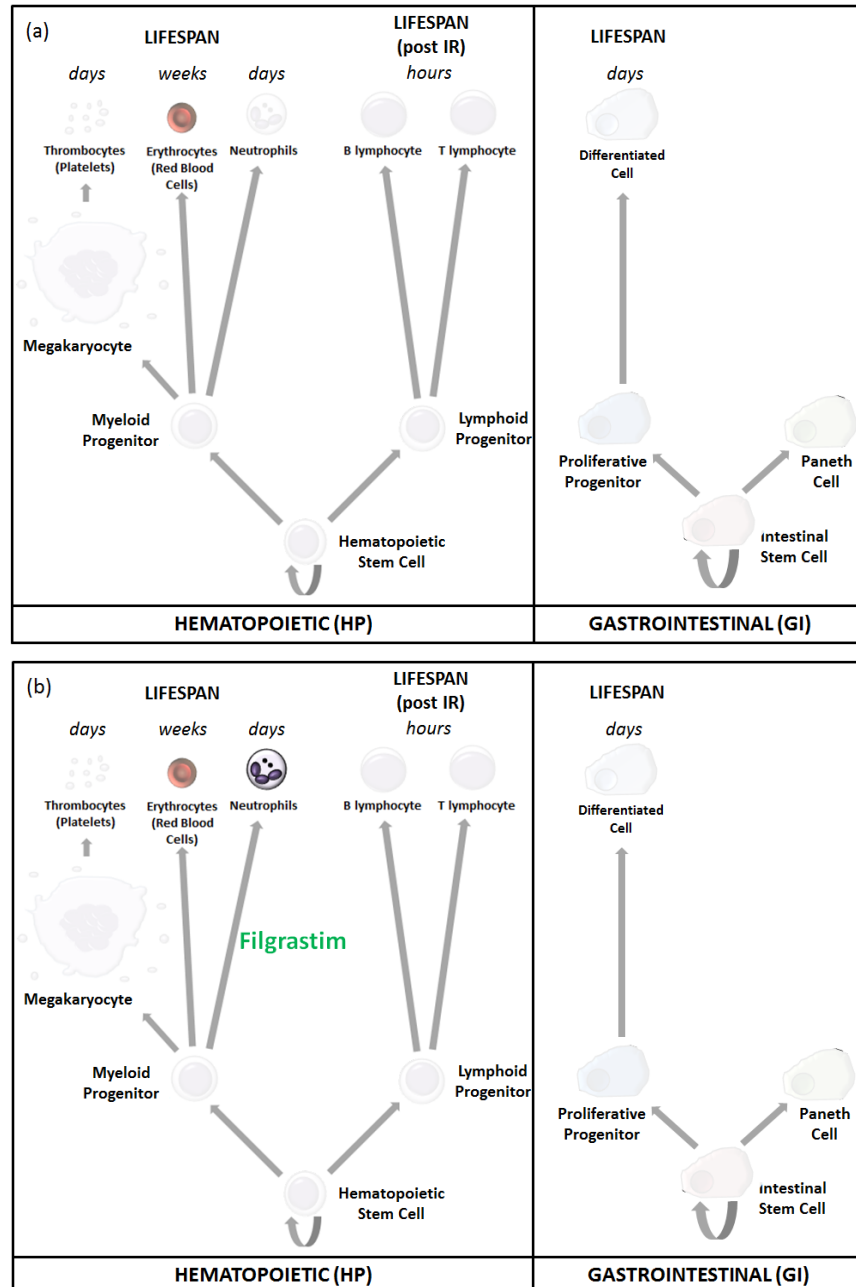 (a)
LIFESPAN
LIFESPAN
(post IR)
LIFESPAN
days
weeks
days
hours
days
Thrombocytes
(Platelets)
Erythrocytes
(Red Blood
Cells)
Neutrophils
B lymphocyte
T lymphocyte
Differentiated
Cell
Megakaryocyte
Myeloid
Progenitor
Lymphoid
Progenitor
Proliferative
Progenitor
Paneth
Cell
Hematopoietic
Stem Cell
Intestinal
Stem Cell
HEMATOPOIETIC (HP)
GASTROINTESTINAL (GI)
(b)
LIFESPAN
LIFESPAN
(post IR)
LIFESPAN
days
weeks
days
hours
days
Thrombocytes
(Platelets)
Erythrocytes
(Red Blood
Cells)
Neutrophils
B lymphocyte
T lymphocyte
Differentiated
Cell
Filgrastim
Megakaryocyte
Myeloid
Progenitor
Lymphoid
Progenitor
Proliferative
Progenitor
Paneth
Cell
Hematopoietic
Stem Cell
Intestinal
Stem Cell
HEMATOPOIETIC (HP)
GASTROINTESTINAL (GI)